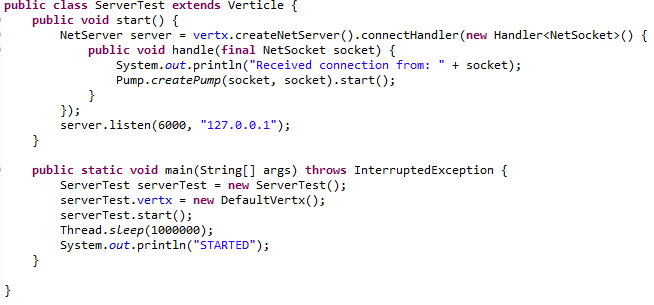 public class ServerTest extends Verticle {
    public void start() {
        NetServer server = vertx.createNetServer().connectHandler(new Handler<NetSocket>() {
            public void handle(final NetSocket socket) {
                System.out.println("Received connection from: " + socket);
                Pump.createPump(socket, socket).start();
            }
        });
        server.listen(6000, "127.0.0.1");
    }

    public static void main(String[] args) throws InterruptedException {
        ServerTest serverTest = new ServerTest();
        serverTest.vertx = new DefaultVertx();
        serverTest.start();
        Thread.sleep(1000000);
        System.out.println("STARTED");
    }

}